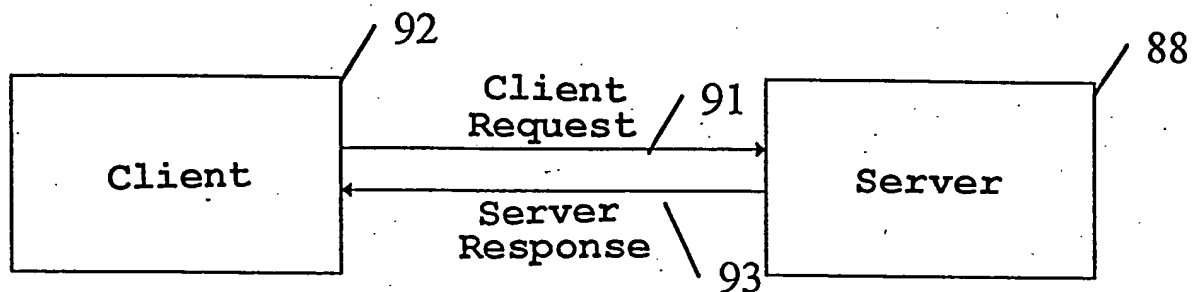 92
88
Client
Request
91
Client
Server
Server
Response
93